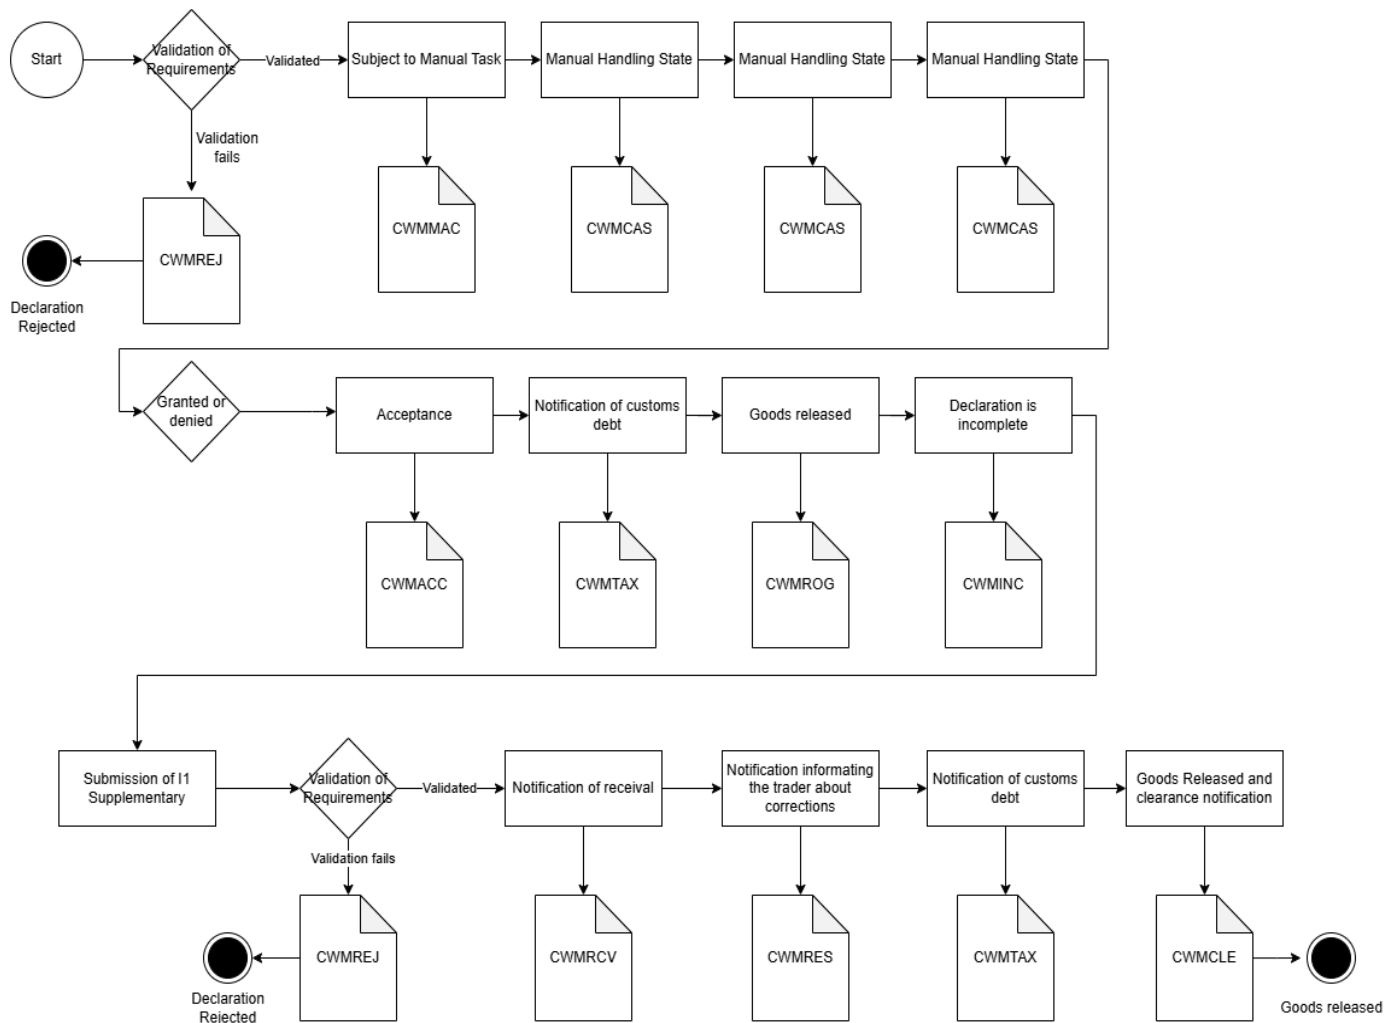 Start
Validation of
Requirements
Validated
Subject to Manual Task
Manual Handling State
Manual Handling State
Manual Handling State
Validation
fails
CWMREJ
CWMMAC
CWMCAS
CWMCAS
CWMCAS
Declaration
Rejected
Granted or
denied
Acceptance
Notification of customs
debt
Goods released
Declaration is
incomplete
CWMACC
CWMTAX
CWMROG
CWMINC
Submission of I1
Supplementary
Validation of
Requirements
Validated
Notification of receival
Notification informating
the trader about
corrections
Notification of customs
debt
Goods Released and
clearance notification
Validation fails
CWMREJ
CWMRCV
CWMRES
CWMTAX
CWMCLE
Declaration
Rejected
Goods released